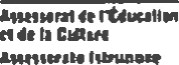 Assessorat de l'Éducation
et de la Culture
Assessorato Istruzione